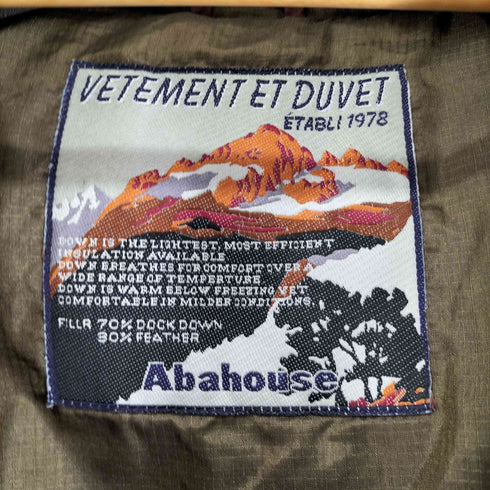 VETEMENT ET DUVET
ÉTABLI 1978
DOWN IS THE LIGHTEST, MOST EFFICIENT
INSULATION AVAILABLE
DOWN BREATHES FOR COMFORT OVER A
WIDE RANGE OF TEMPERTURE
DOWN IS WARM BELOW FREEZING YET
COMFORTABLE IN MILDER CONDITIONS.
FILLR 70% DOCK DOWN
30% FEATHER
Abahouse